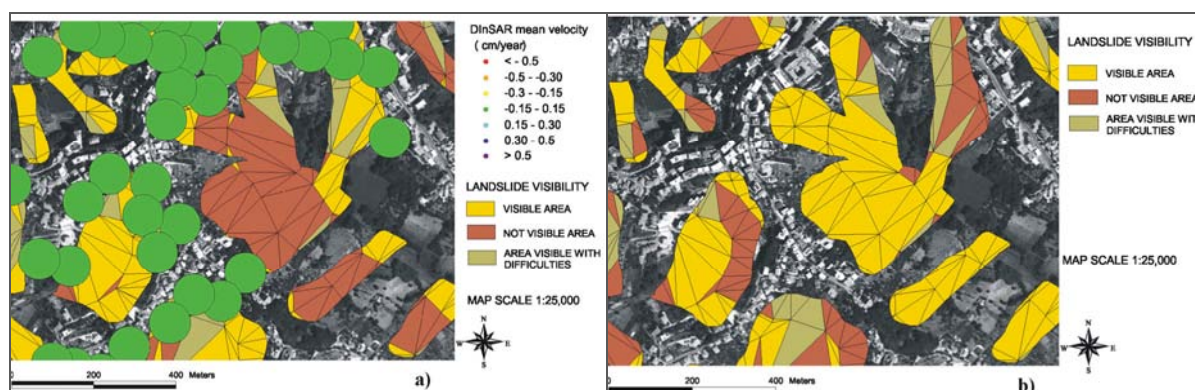 DInSAR mean velocity
( cm/year)
< - 0.5
-0.5 - -0.30
-0.3 - -0.15
-0.15 - 0.15
0.15 - 0.30
0.30 - 0.5
> 0.5
LANDSLIDE VISIBILITY
VISIBLE AREA
NOT VISIBLE AREA
AREA VISIBLE WITH
DIFFICULTIES
MAP SCALE 1:25,000
N
W E
S
0 200 400 Meters
a)
LANDSLIDE VISIBILITY
VISIBLE AREA
NOT VISIBLE AREA
AREA VISIBLE WIT
DIFFICULTIES
MAP SCALE 1:25,000
N
W E
S
0 200 400 Meters
b)